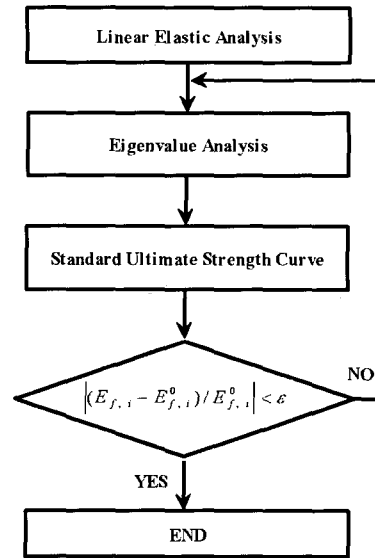 Linear Elastic Analysis
Eigenvalue Analysis
Standard Ultimate Strength Curve
|(E_{f, i} − E^0_{f, i}) / E^0_{f, i}| < ε
NO
YES
END